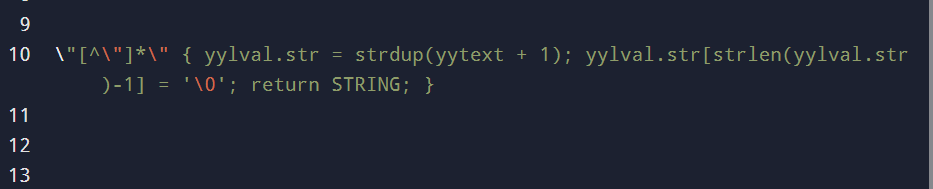 9
10 \"[^\"]*\" { yylval.str = strdup(yytext + 1); yylval.str[strlen(yylval.str
)-1] = '\0'; return STRING; }
11
12
13